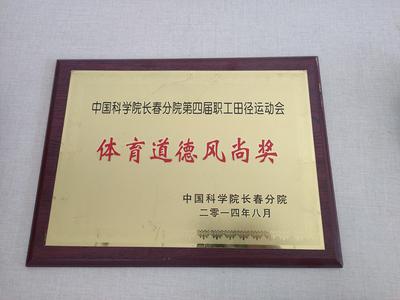 中国科学院长春分院第四届职工田径运动会
体育道德风尚奖
中国科学院长春分院
二零一四年八月